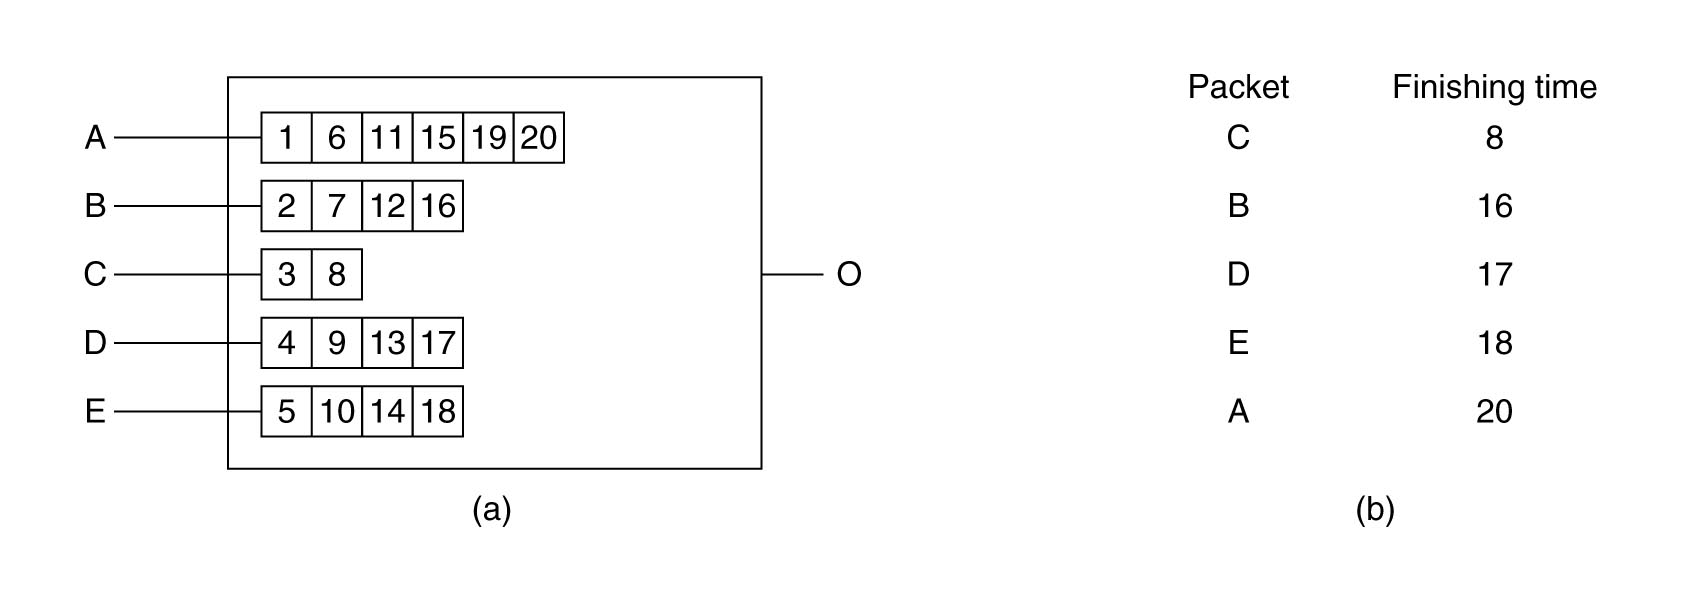 Packet Finishing time
A 1 6 11 15 19 20 C 8
B 2 7 12 16 B 16
C 3 8 O D 17
D 4 9 13 17 E 18
E 5 10 14 18 A 20
(a) (b)